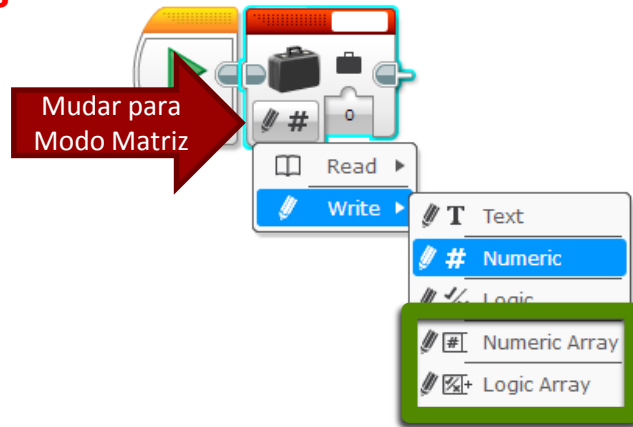 Mudar para
Modo Matriz
#
0
Read
Write
T Text
# Numeric
Logic
# Numeric Array
Logic Array